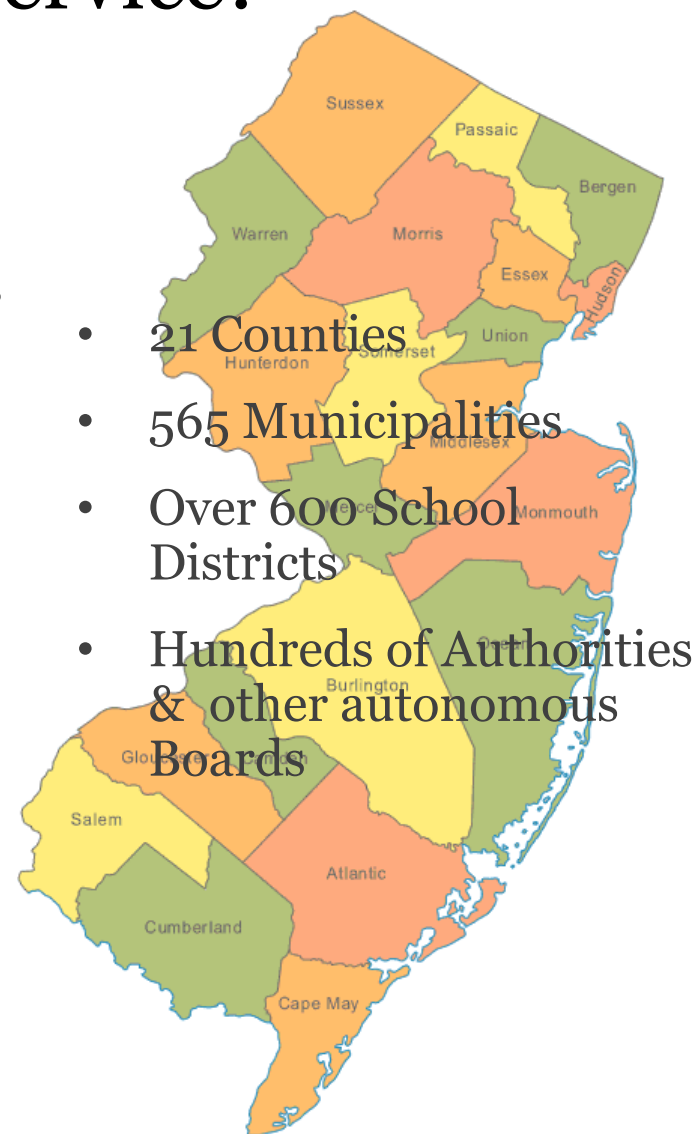 Sussex
Passaic
Bergen
Warren
Morris
Essex
Hudson
• 21 Counties
Union
Somerset
Hunterdon
• 565 Municipalities
Middlesex
• Over 600 School
Mercer
Monmouth
Districts
Ocean
• Hundreds of Authorities
Burlington
& other autonomous
Gloucester
Camden
Boards
Salem
Atlantic
Cumberland
Cape May